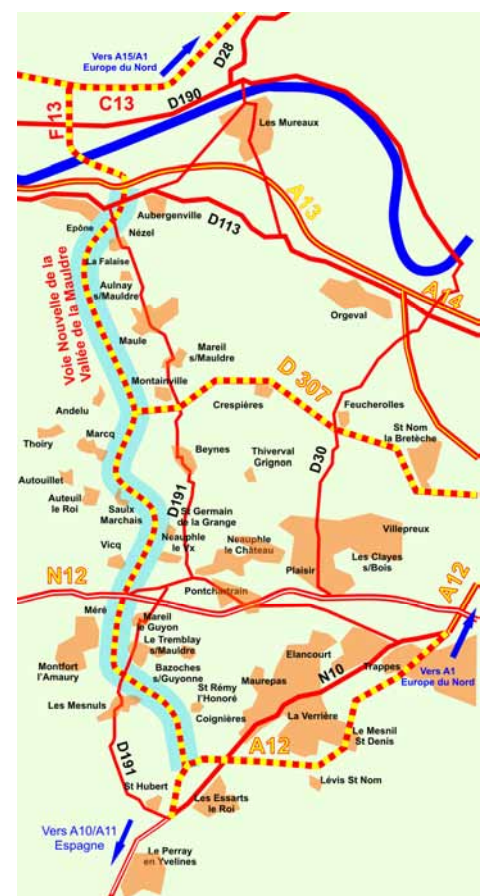 Vers A15/A1
Europe du Nord
D28
C13
D190
F 13
Les Mureaux
A13
Aubergenville
Epône
Nézel
D113
La Falaise
A14
Aulnay
s/Mauldre
Voie Nouvelle de la
Vallée de la Mauldre
Orgeval
Maule
Mareil
s/Mauldre
Montainville
D 307
Crespières
Feucherolles
Andelu
St Nom
la Bretèche
Marcq
Thoiry
Beynes
Thiverval
Grignon
D30
Autouillet
Auteuil
le Roi
D191
Saulx
Marchais
St Germain
de la Grange
Villepreux
Vicq
Neauphle
le Vx
Neauphle
le Château
Les Clayes
s/Bois
N12
Plaisir
A12
Pontchartrain
Méré
Mareil
le Guyon
Le Tremblay
s/Mauldre
Elancourt
N10
Trappes
Montfort
l'Amaury
Bazoches
s/Guyonne
Maurepas
Vers A1
Europe du Nord
St Rémy
l'Honoré
Les Mesnuls
Coignières
La Verrière
Le Mesnil
St Denis
A12
D191
Lévis St Nom
St Hubert
Les Essarts
le Roi
Vers A10/A11
Espagne
Le Perray
en Yvelines